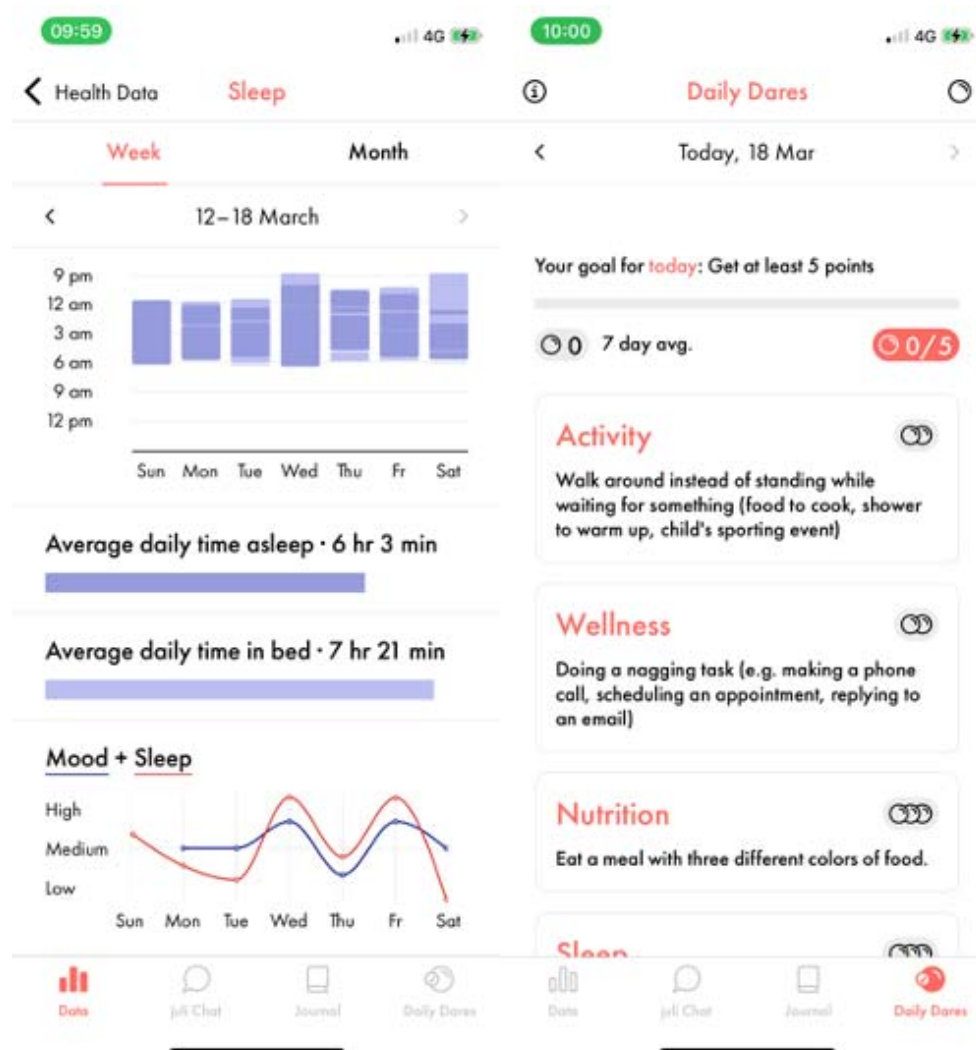 09:59
4G
Health Data
Sleep
Week
Month
12–18 March
9 pm
12 am
3 am
6 am
9 am
12 pm
Sun Mon Tue Wed Thu Fr Sat
Average daily time asleep · 6 hr 3 min
Average daily time in bed · 7 hr 21 min
Mood + Sleep
High
Medium
Low
Sun Mon Tue Wed Thu Fr Sat
Data
juli Chat
Journal
Daily Dares
10:00
4G
Daily Dares
Today, 18 Mar
Your goal for today: Get at least 5 points
0 7 day avg.
0/5
Activity
Walk around instead of standing while
waiting for something (food to cook, shower
to warm up, child's sporting event)
Wellness
Doing a nagging task (e.g. making a phone
call, scheduling an appointment, replying to
an email)
Nutrition
Eat a meal with three different colors of food.
Sleep
Data
juli Chat
Journal
Daily Dares